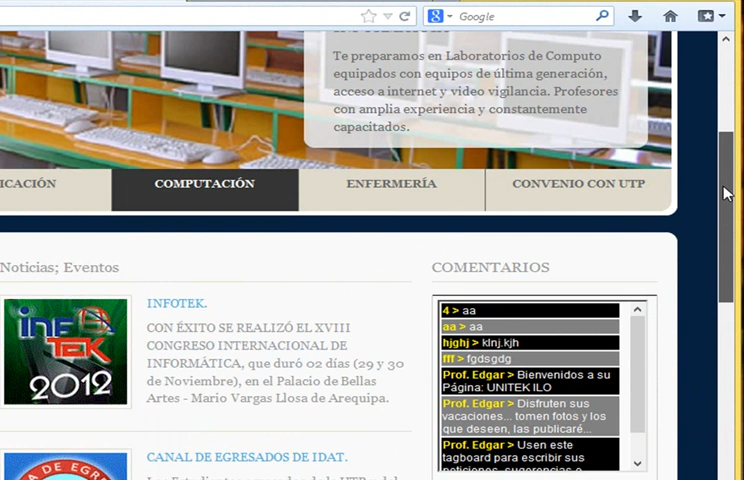 Google
Te preparamos en Laboratorios de Computo
equipados con equipos de última generación,
acceso a internet y video vigilancia. Profesores
con amplia experiencia y constantemente
capacitados.
ICACIÓN
COMPUTACIÓN
ENFERMERÍA
CONVENIO CON UTP
Noticias; Eventos
INFOTEK.
CON ÉXITO SE REALIZÓ EL XVIII
CONGRESO INTERNACIONAL DE
INFORMÁTICA, que duró 02 días (29 y 30
de Noviembre), en el Palacio de Bellas
Artes - Mario Vargas Llosa de Arequipa.
INFO
TEK
2012
CANAL DE EGRESADOS DE IDAT.
A DE EGRE
COMENTARIOS
4 > aa
aa > aa
hjghj > klnj.kjh
fff > fgdsgdg
Prof. Edgar > Bienvenidos a su
Página: UNITEK ILO
Prof. Edgar > Disfruten sus
vacaciones... tomen fotos y los
que deseen, las publicaré...
Prof. Edgar > Usen este
tagboard para escribir sus
peticiones, sugerencias o